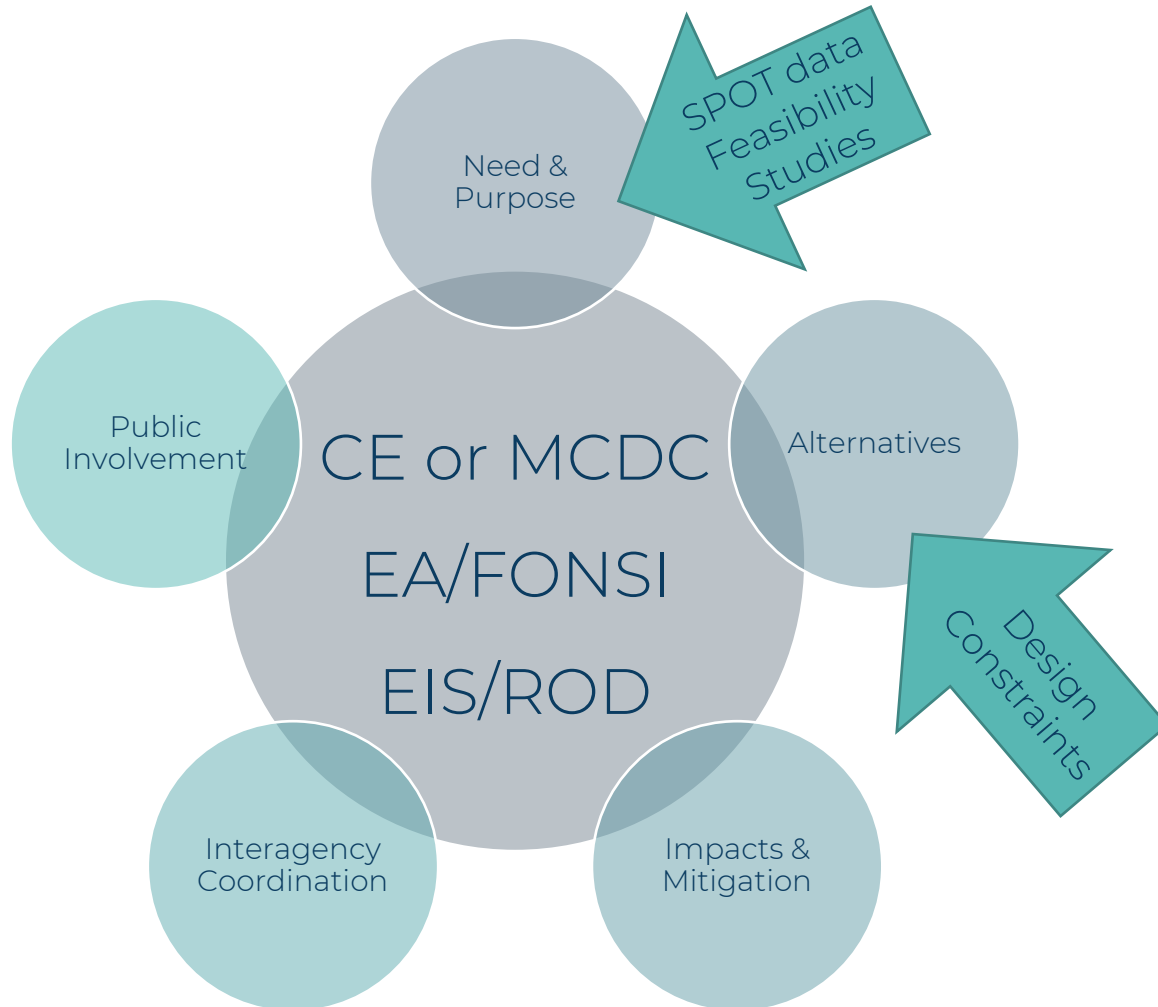 SPOT data
Feasibility
Studies
Need &
Purpose
Public
Involvement
CE or MCDC
EA/FONSI
EIS/ROD
Alternatives
Design
Constraints
Interagency
Coordination
Impacts &
Mitigation